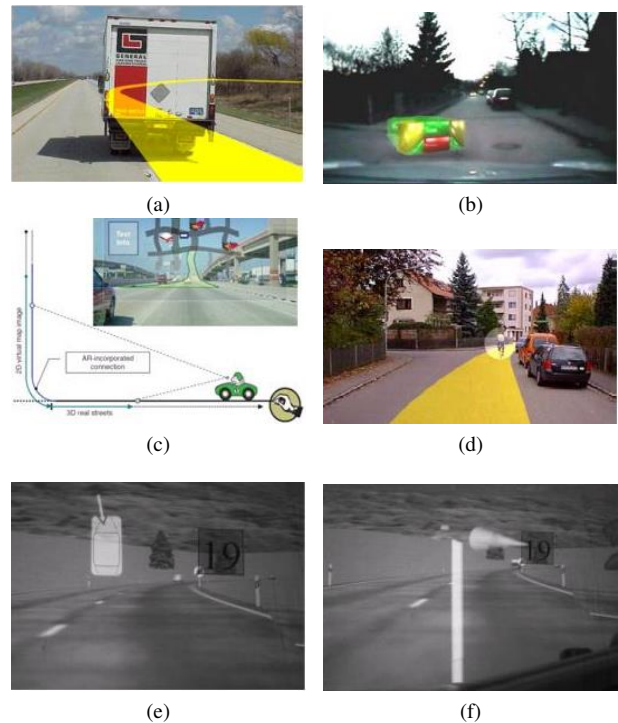 GENERAL
(a)
(b)
Text
Info
2D virtual map image
AR-incorporated
connection
3D real streets
(c)
(d)
19
19
(e)
(f)